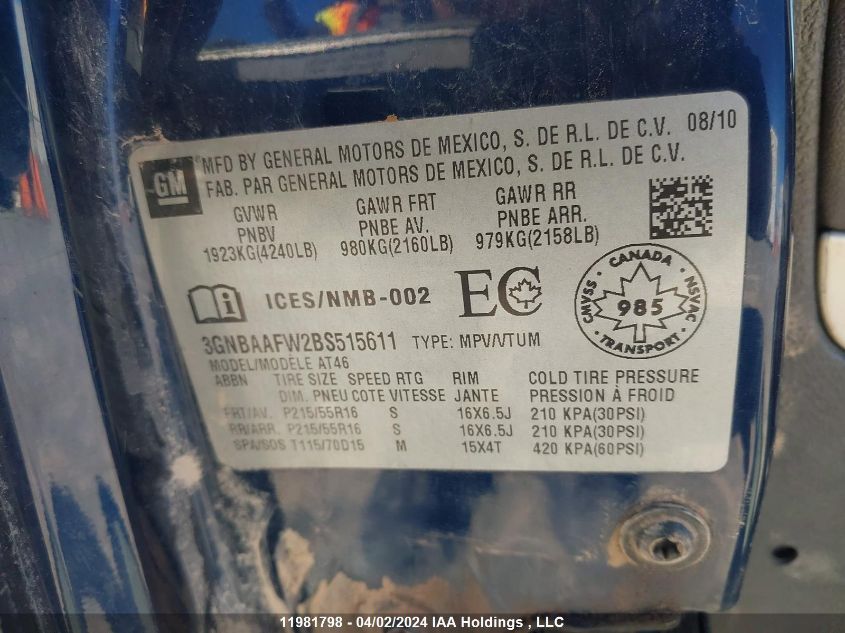 MFD BY GENERAL MOTORS DE MEXICO, S. DE R.L. DE C.V. 08/10
FAB. PAR GENERAL MOTORS DE MEXICO, S. DE R.L. DE C.V.
GM
GVWR GAWR FRT GAWR RR
PNBV PNBE AV. PNBE ARR.
1923KG(4240LB) 980KG(2160LB) 979KG(2158LB)
i ICES/NMB-002 EC
CANADA
CMVSS 985 NSVAC
TRANSPORT
3GNBAAFW2BS515611 TYPE: MPV/VTUM
MODEL/MODÈLE AT46
ABBN TIRE SIZE SPEED RTG RIM COLD TIRE PRESSURE
DIM. PNEU COTE VITESSE JANTE PRESSION À FROID
FRT/AV. P215/55R16 S 16X6.5J 210 KPA(30PSI)
RR/ARR. P215/55R16 S 16X6.5J 210 KPA(30PSI)
SPA/SOS T115/70D15 M 15X4T 420 KPA(60PSI)
11981798 - 04/02/2024 IAA Holdings , LLC